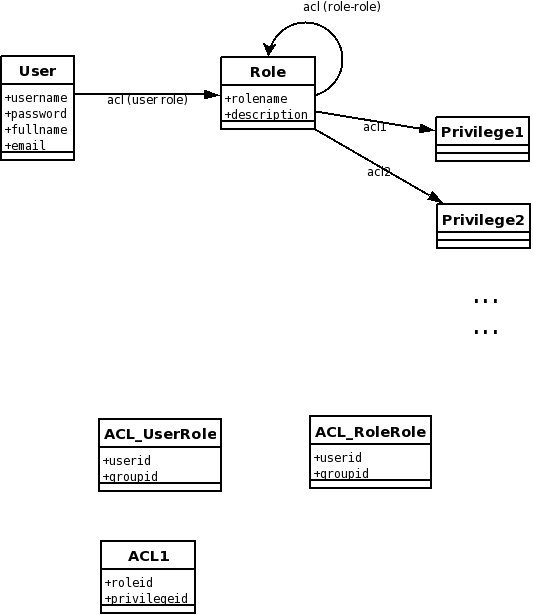 acl (role-role)
User
+username
+password
+fullname
+email
acl (user role)
Role
+rolename
+description
acl1
Privilege1
acl2
Privilege2
...
...
ACL_UserRole
+userid
+groupid
ACL_RoleRole
+userid
+groupid
ACL1
+roleid
+privilegeid